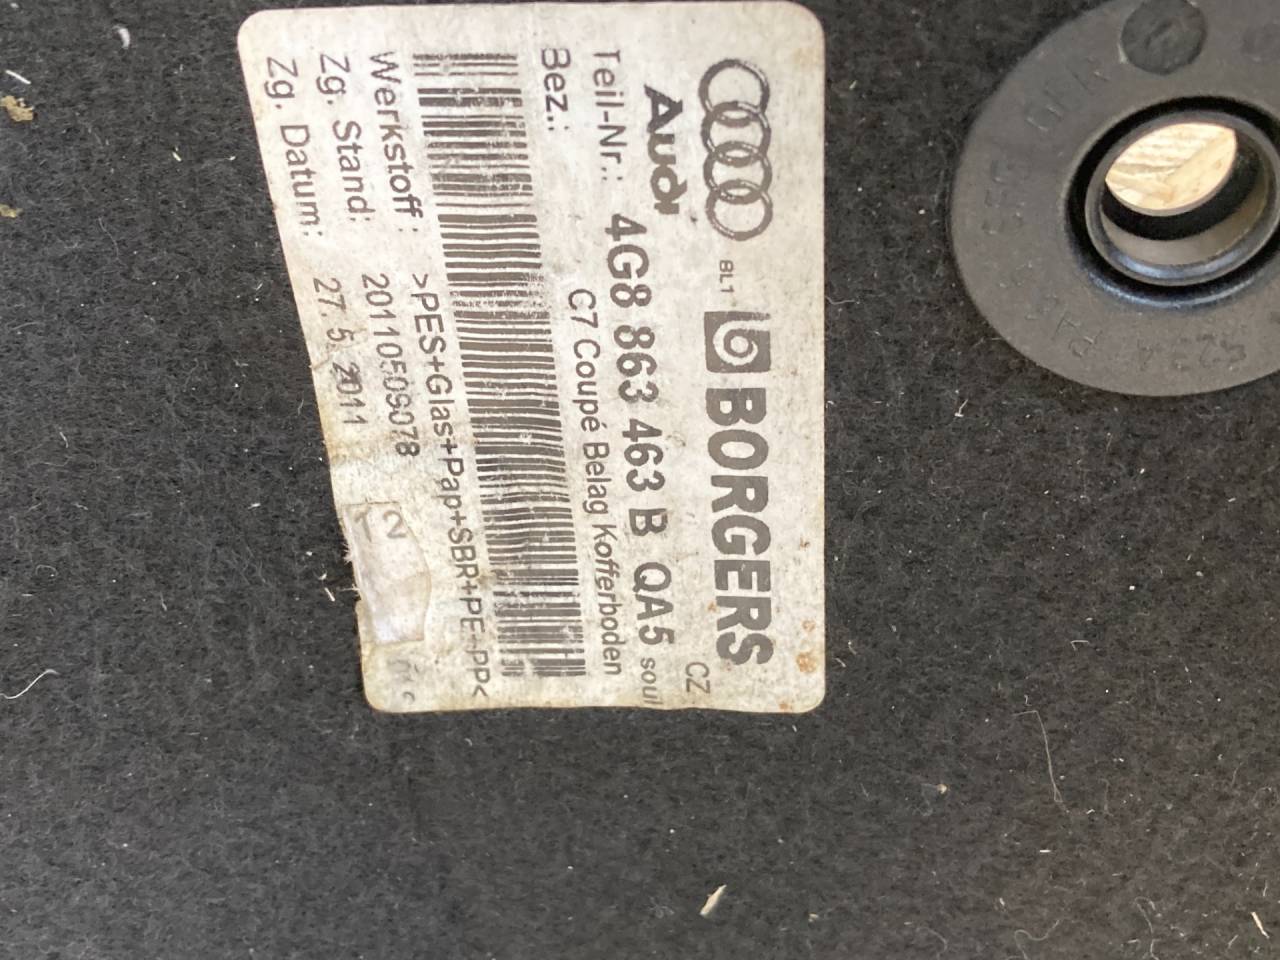 BL1
BORGERS
CZ
Audi
Teil-Nr.: 4G8 863 463 B QA5 soul
Bez.: C7 Coupé Belag Kofferboden
Werkstoff: >PES+Glas+Pap+SBR+PE-PP<
Zg. Stand: 20110509078
Zg. Datum: 27. 5. 2011